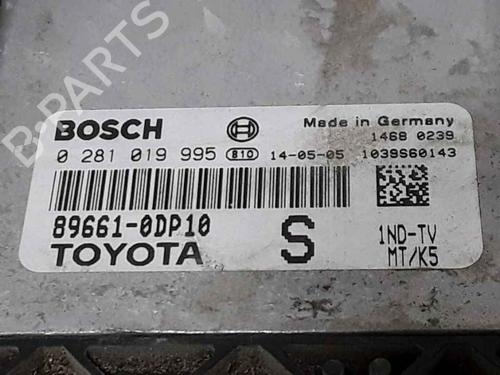 BOSCH
Made in Germany
1468 0239
0 281 019 995 B10 14-05-05 1039S60143
89661-0DP10
TOYOTA
S
1ND-TV
MT/K5
B-PARTS